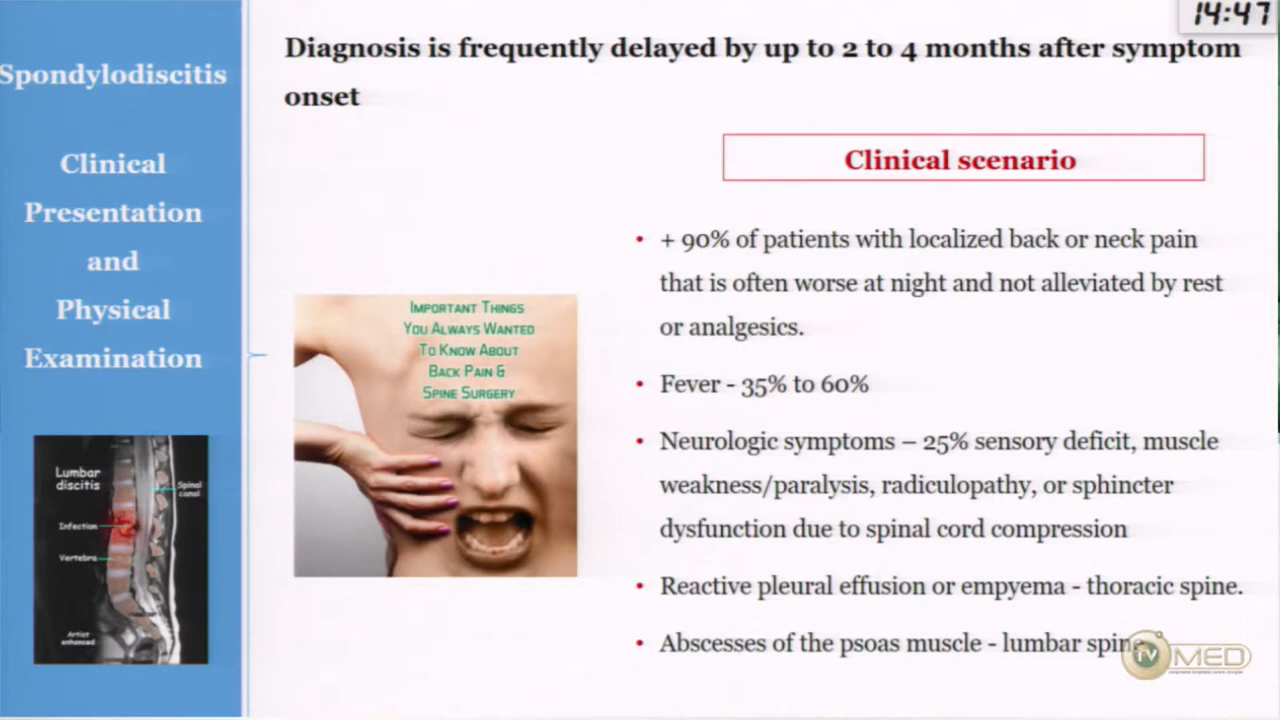 14:47
Spondylodiscitis
Clinical
Presentation
and
Physical
Examination
Lumbar
discitis
Spinal
canal
Infection
Vertebra
Artist
enhanced
Diagnosis is frequently delayed by up to 2 to 4 months after symptom
onset
IMPORTANT THINGS
YOU ALWAYS WANTED
TO KNOW ABOUT
BACK PAIN &
SPINE SURGERY
Clinical scenario
• + 90% of patients with localized back or neck pain
that is often worse at night and not alleviated by rest
or analgesics.
• Fever - 35% to 60%
• Neurologic symptoms – 25% sensory deficit, muscle
weakness/paralysis, radiculopathy, or sphincter
dysfunction due to spinal cord compression
• Reactive pleural effusion or empyema - thoracic spine.
• Abscesses of the psoas muscle - lumbar spine
TV MED